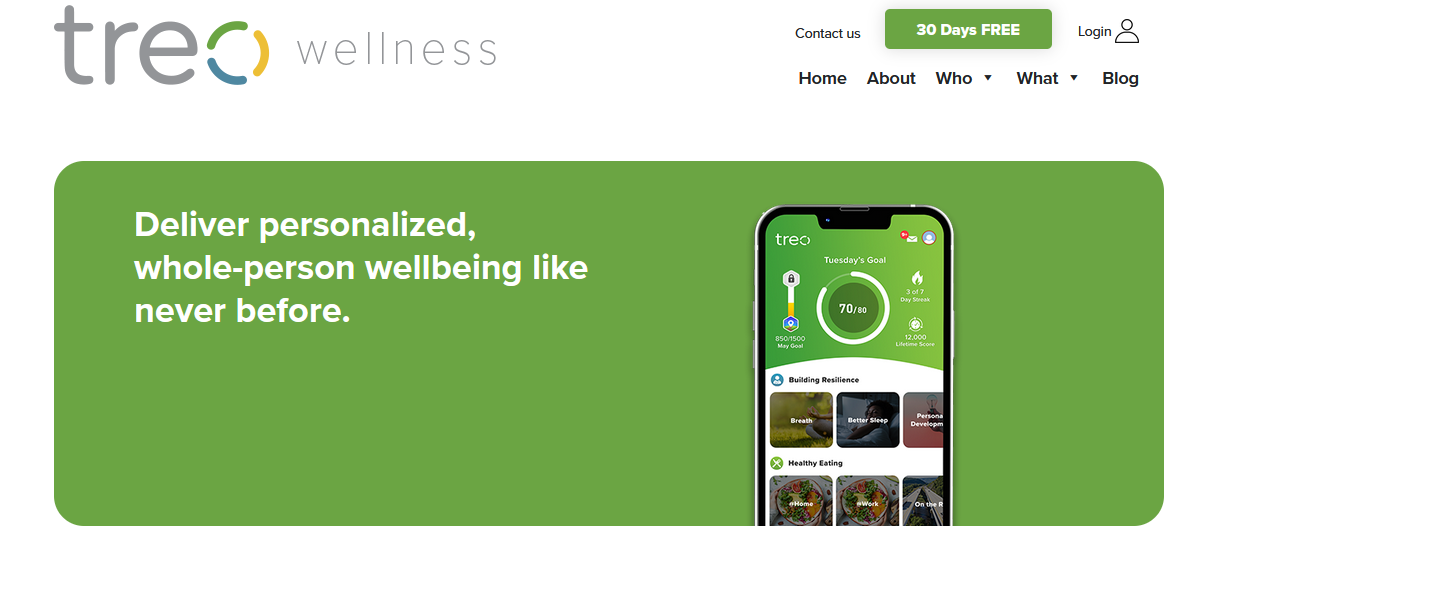 treo wellness
Contact us
30 Days FREE
Login
Home About Who What Blog
Deliver personalized,
whole-person wellbeing like
never before.
treo
9+
Tuesday's Goal
70/80
3 of 7
Day Streak
850/1500
May Goal
12,000
Lifetime Score
Building Resilience
Breath
Better Sleep
Persona
Developm
Healthy Eating
@Home
@Work
On the R